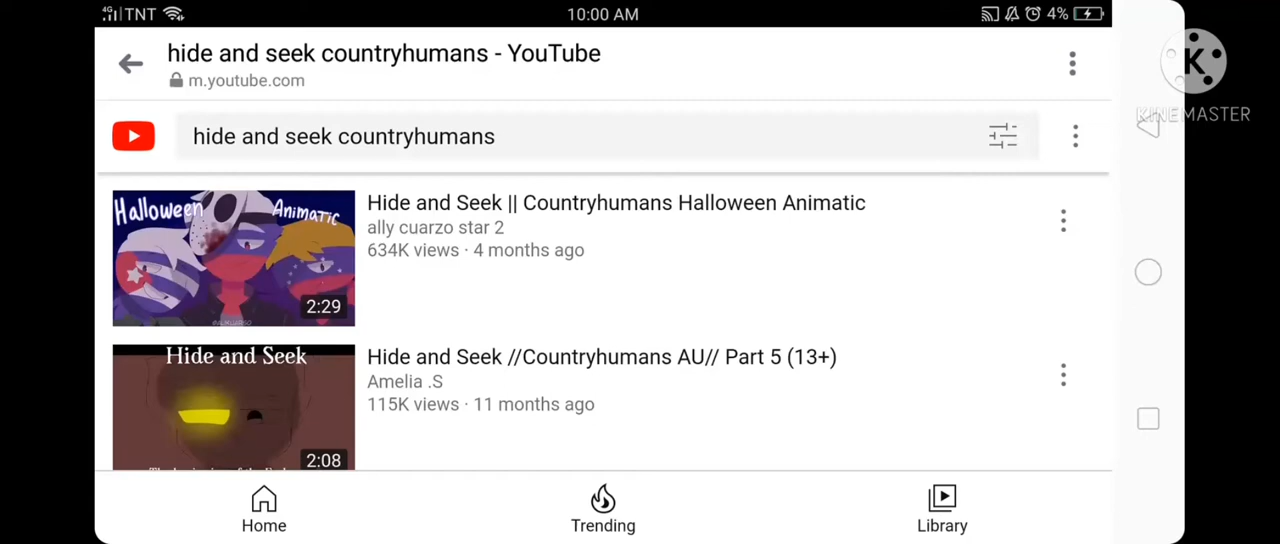 4G TNT 10:00 AM 4%
hide and seek countryhumans - YouTube
m.youtube.com
KINEMASTER
hide and seek countryhumans
Halloween Animatic
2:29
Hide and Seek || Countryhumans Halloween Animatic
ally cuarzo star 2
634K views · 4 months ago
Hide and Seek
2:08
Hide and Seek //Countryhumans AU// Part 5 (13+)
Amelia .S
115K views · 11 months ago
Home Trending Library